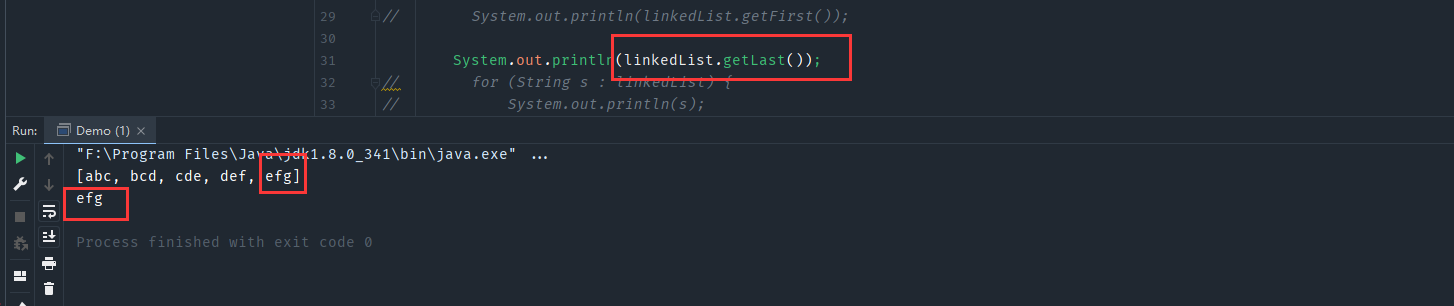 29 // System.out.println(linkedList.getFirst());
30
31 System.out.println(linkedList.getLast());
32 // for (String s : linkedList) {
33 // System.out.println(s);
Run: Demo (1) ×
"F:\Program Files\Java\jdk1.8.0_341\bin\java.exe" ...
[abc, bcd, cde, def, efg]
efg
Process finished with exit code 0